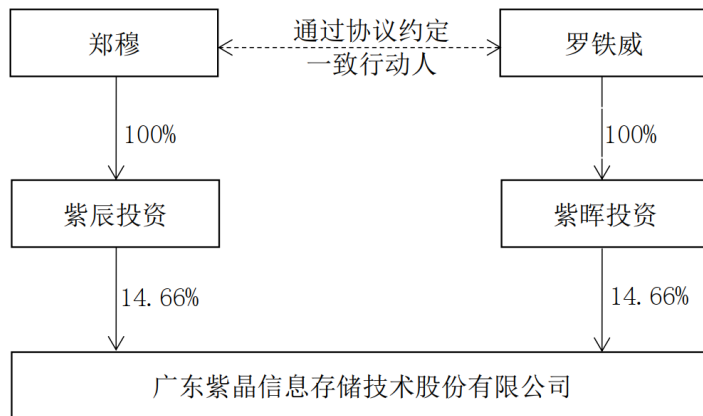 郑穆
通过协议约定
一致行动人
罗铁威
100%
100%
紫辰投资
紫晖投资
14.66%
14.66%
广东紫晶信息存储技术股份有限公司